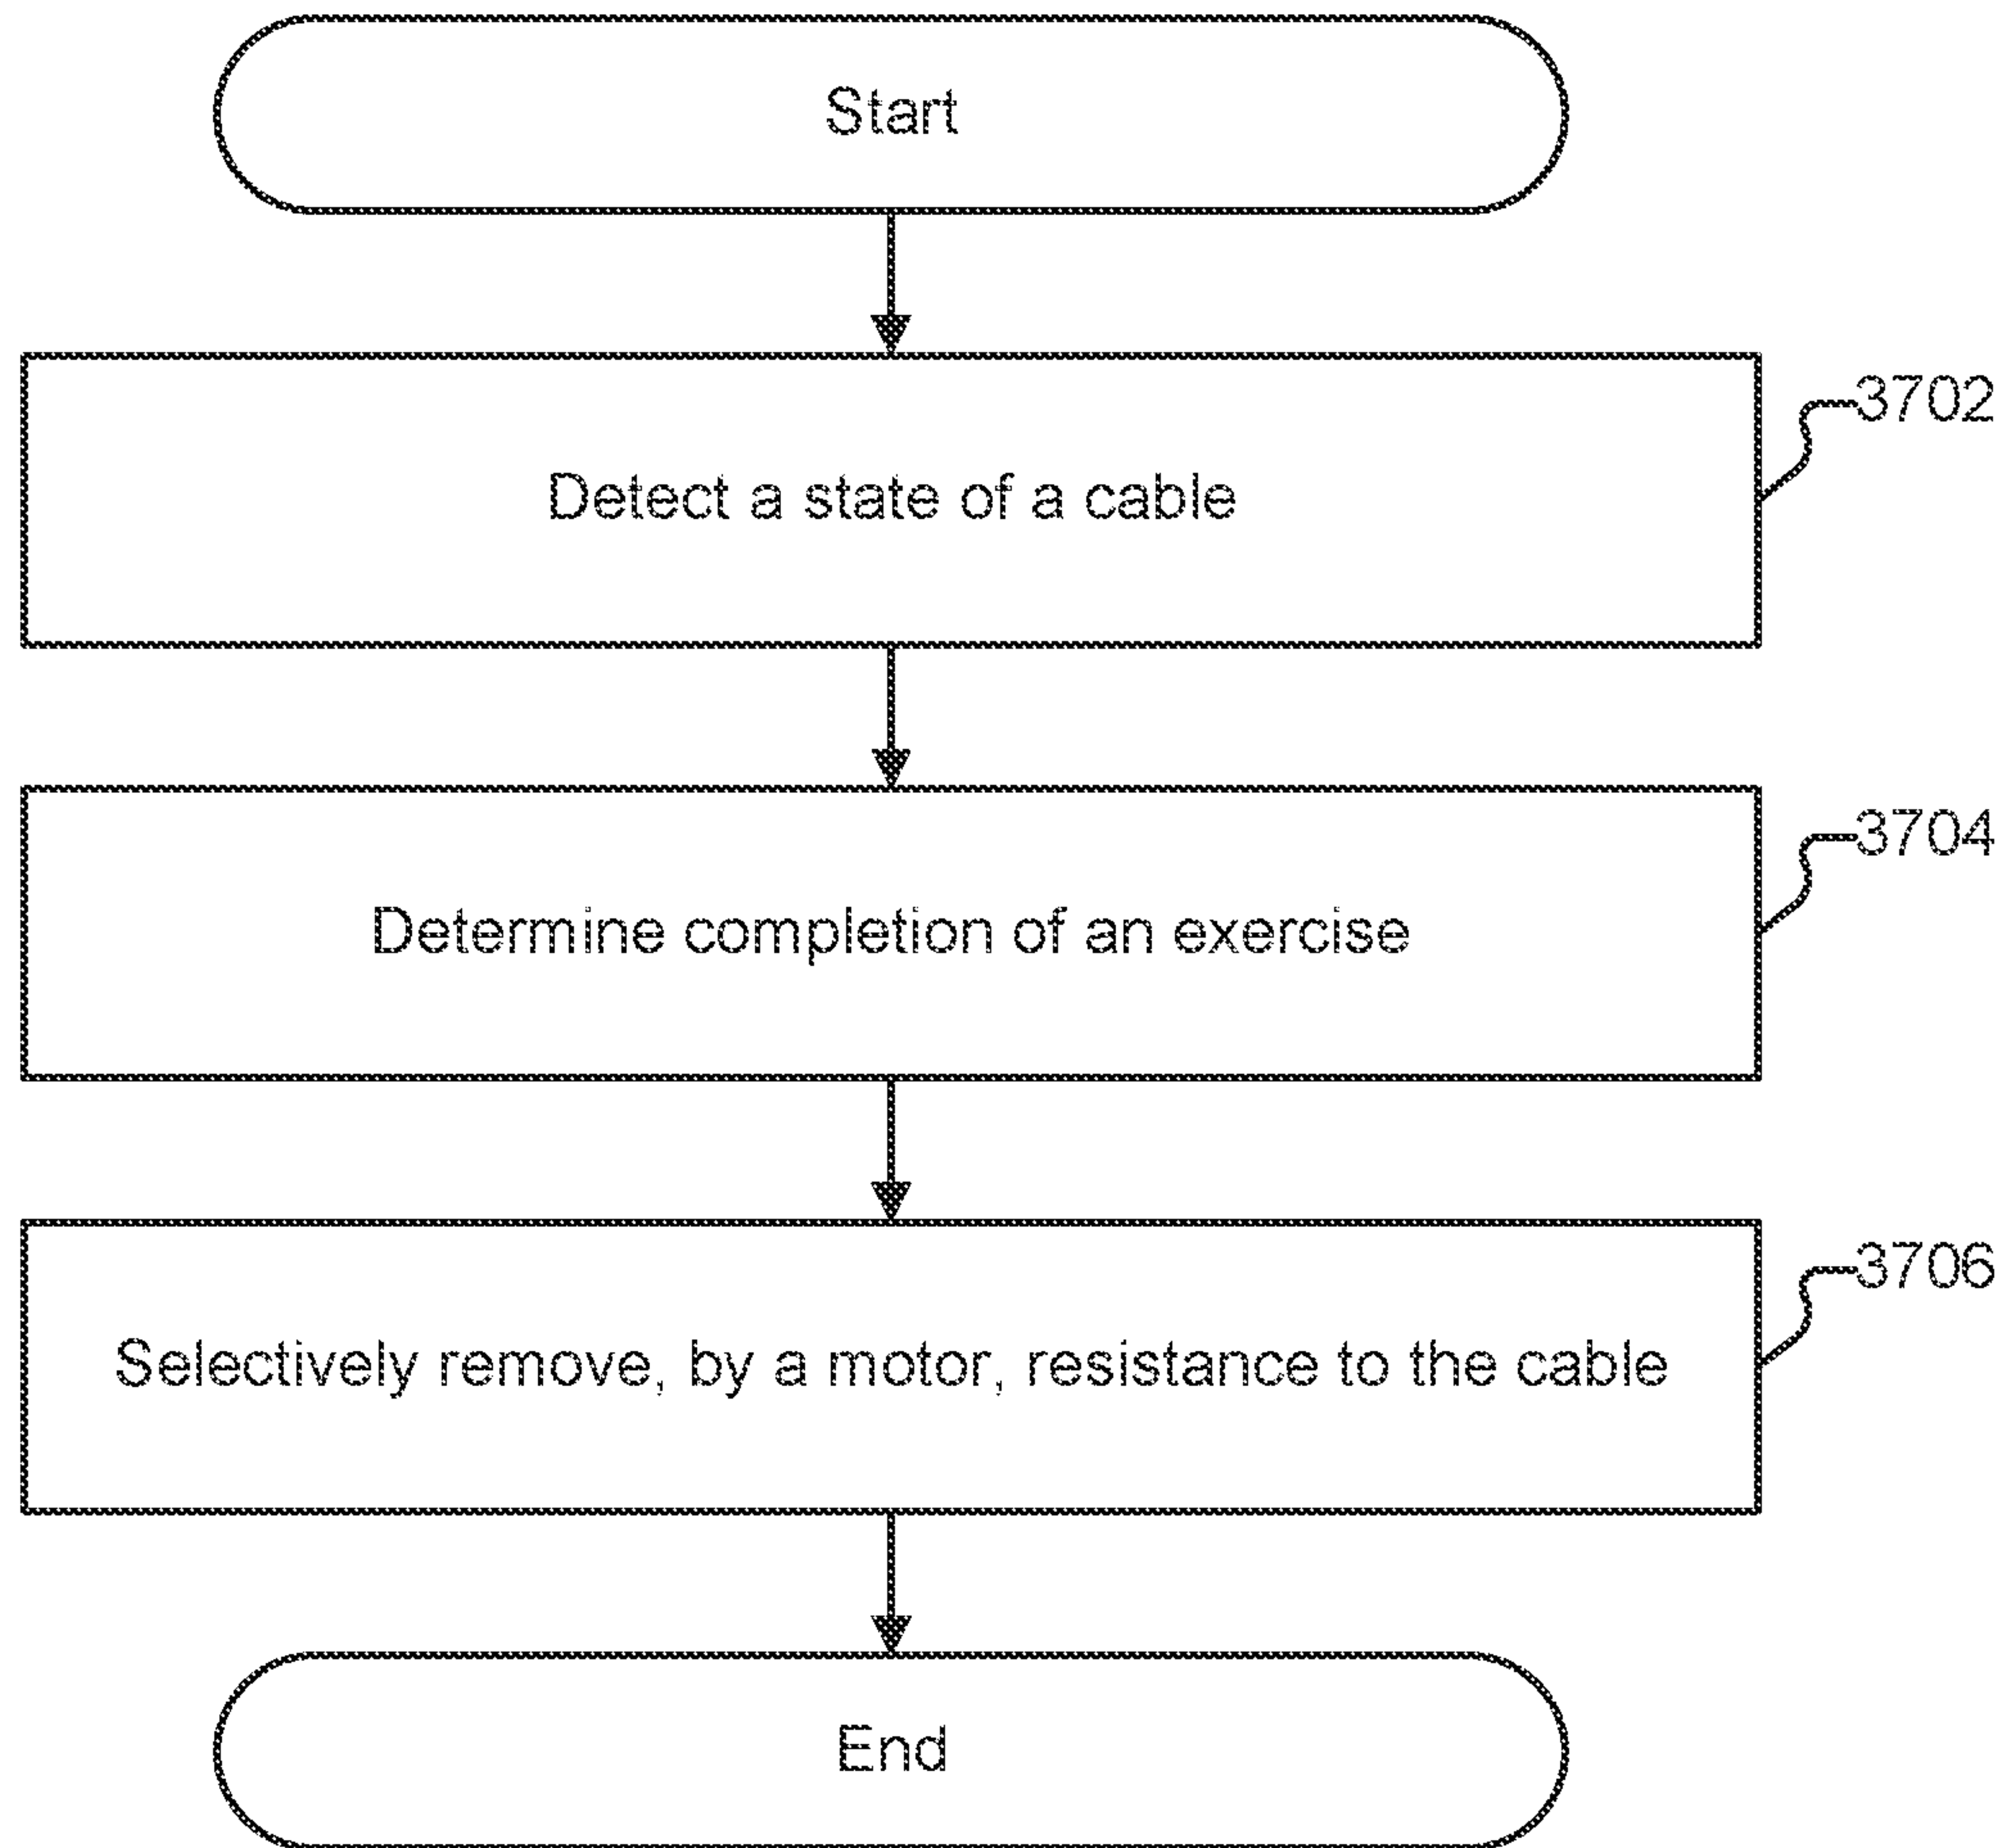 Start
Detect a state of a cable
3702
Determine completion of an exercise
3704
Selectively remove, by a motor, resistance to the cable
3706
End